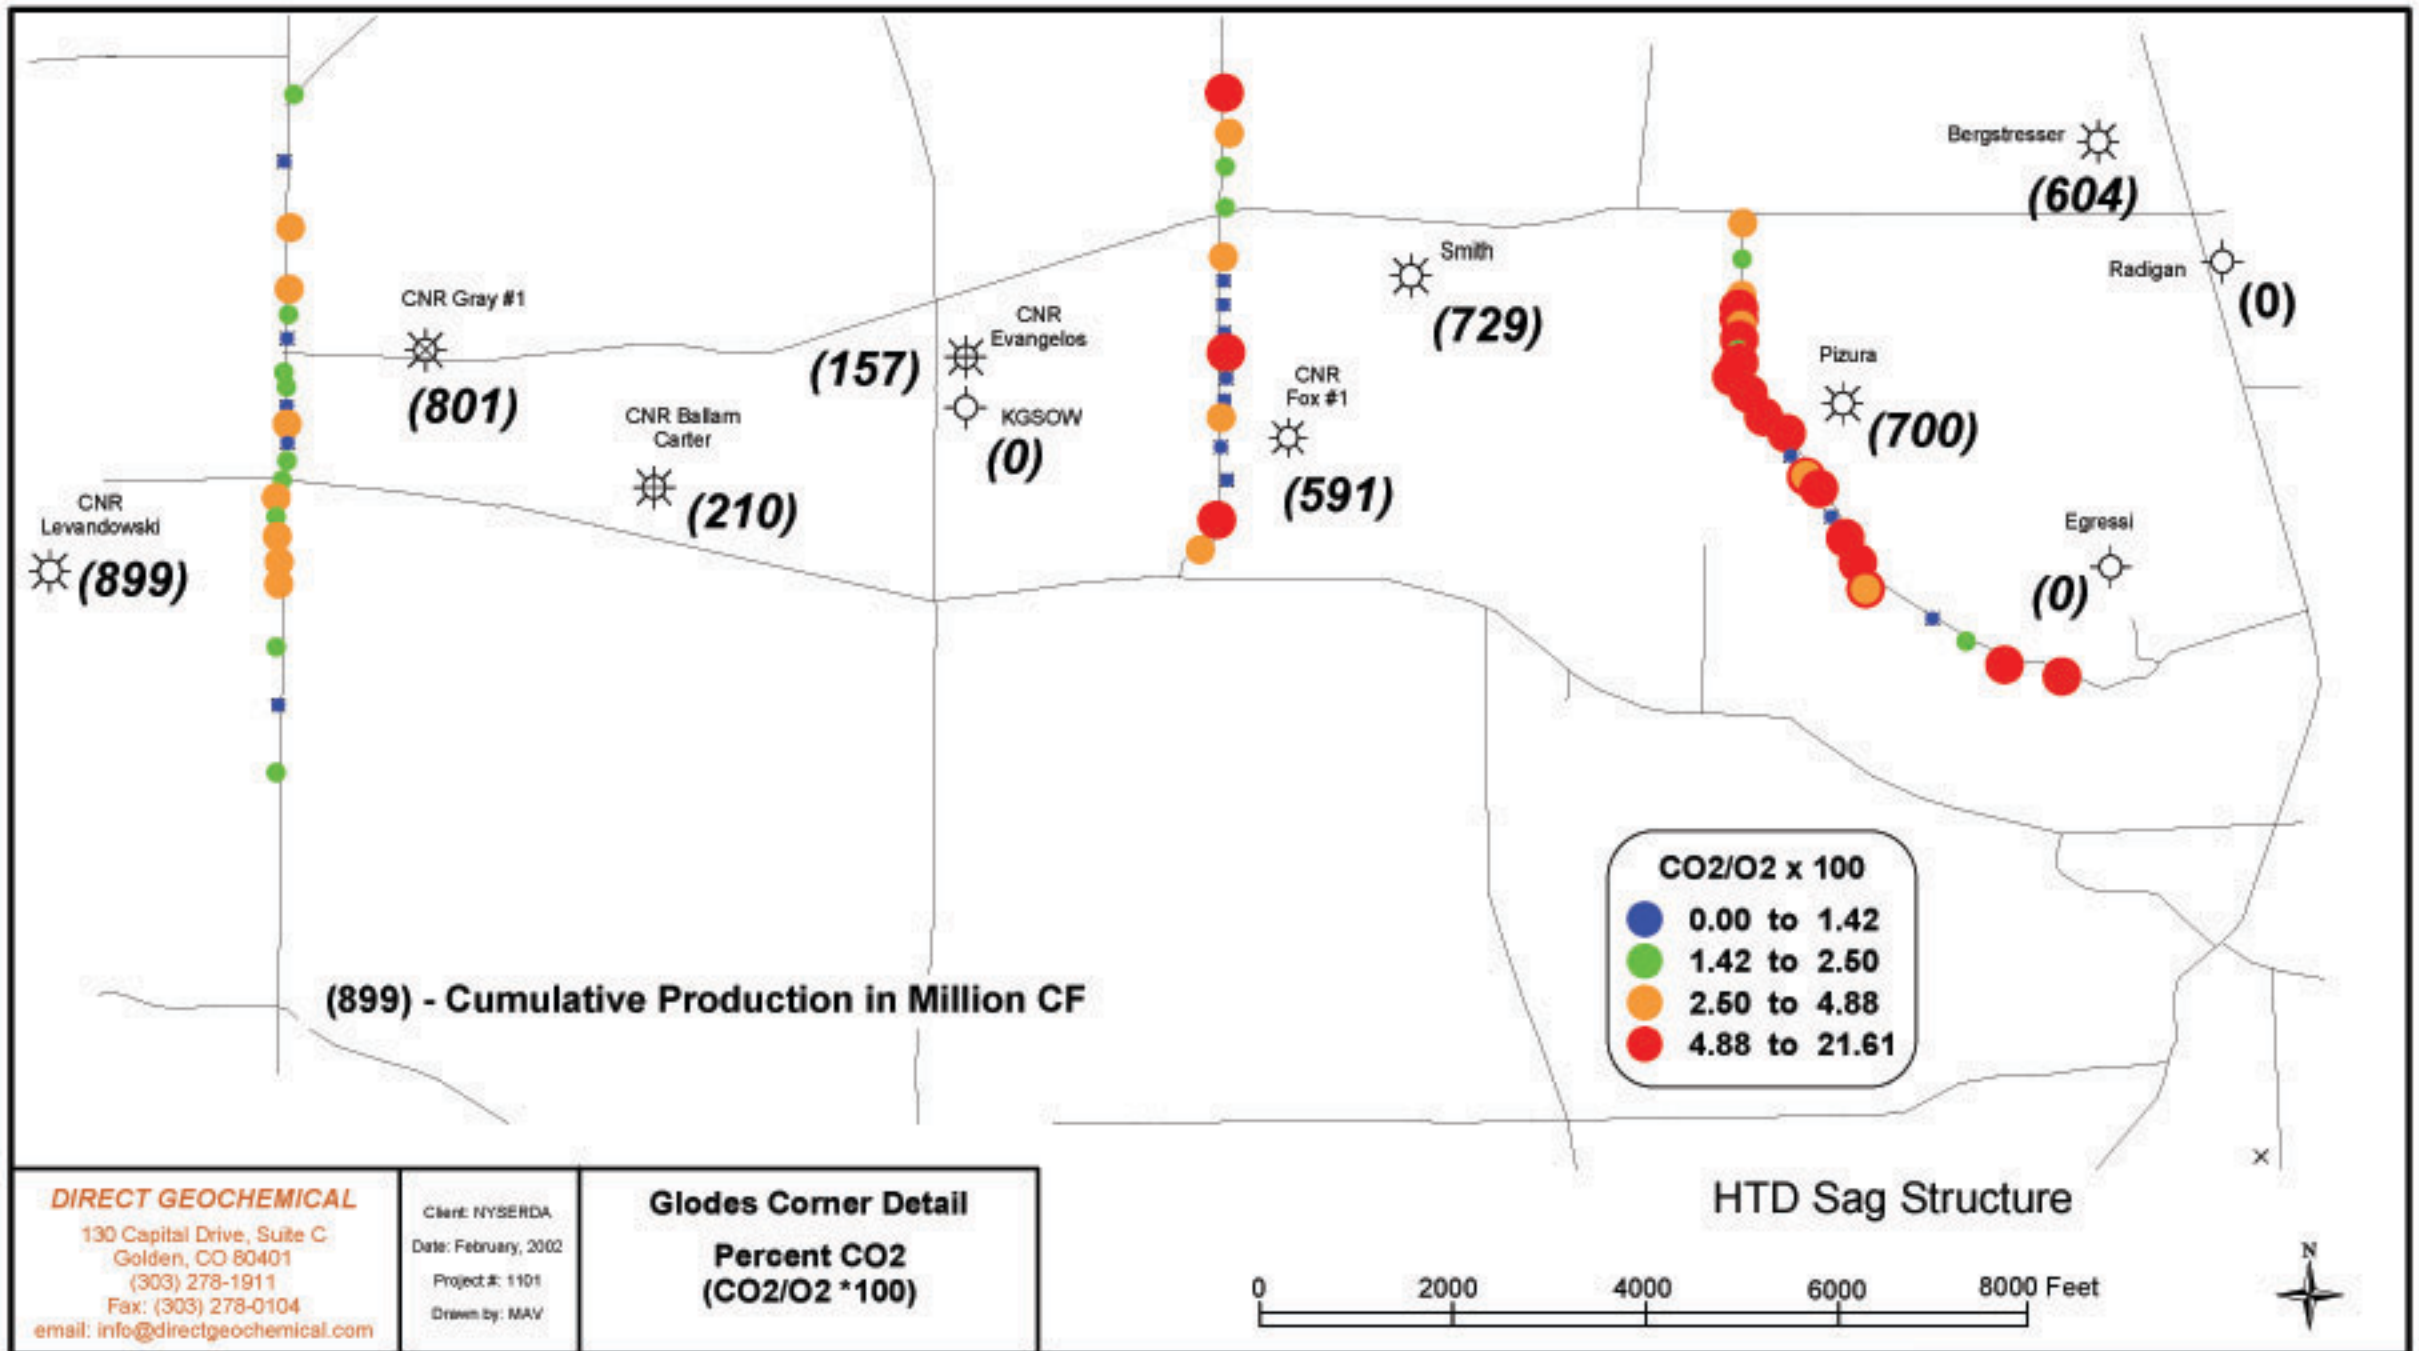 Bergstresser
(604)
Smith
Radigan
(0)
CNR Gray #1
CNR
Evangelos
(729)
(157)
Pizura
CNR
Fox #1
(801)
CNR Ballam
Carter
KGSOW
(700)
(0)
(591)
CNR
Levandowski
(210)
Egressi
(899)
(0)
CO2/O2 x 100
0.00 to 1.42
1.42 to 2.50
2.50 to 4.88
4.88 to 21.61
(899) - Cumulative Production in Million CF
DIRECT GEOCHEMICAL
130 Capital Drive, Suite C
Golden, CO 80401
(303) 278-1911
Fax: (303) 278-0104
email: info@directgeochemical.com
Client: NYSERDA
Date: February, 2002
Project #: 1101
Drawn by: MAV
Glodes Corner Detail
Percent CO2
(CO2/O2 *100)
HTD Sag Structure
0 2000 4000 6000 8000 Feet
N